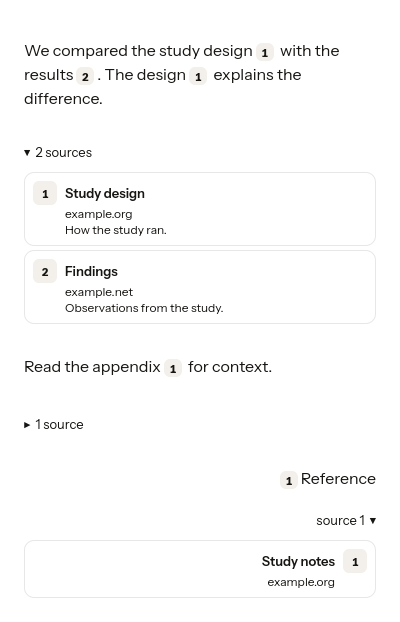 We compared the study design 1 with the
results 2 . The design 1 explains the
difference.
▾ 2 sources
1 Study design
example.org
How the study ran.
2 Findings
example.net
Observations from the study.
Read the appendix 1 for context.
▸ 1 source
1 Reference
source 1 ▾
Study notes 1
example.org